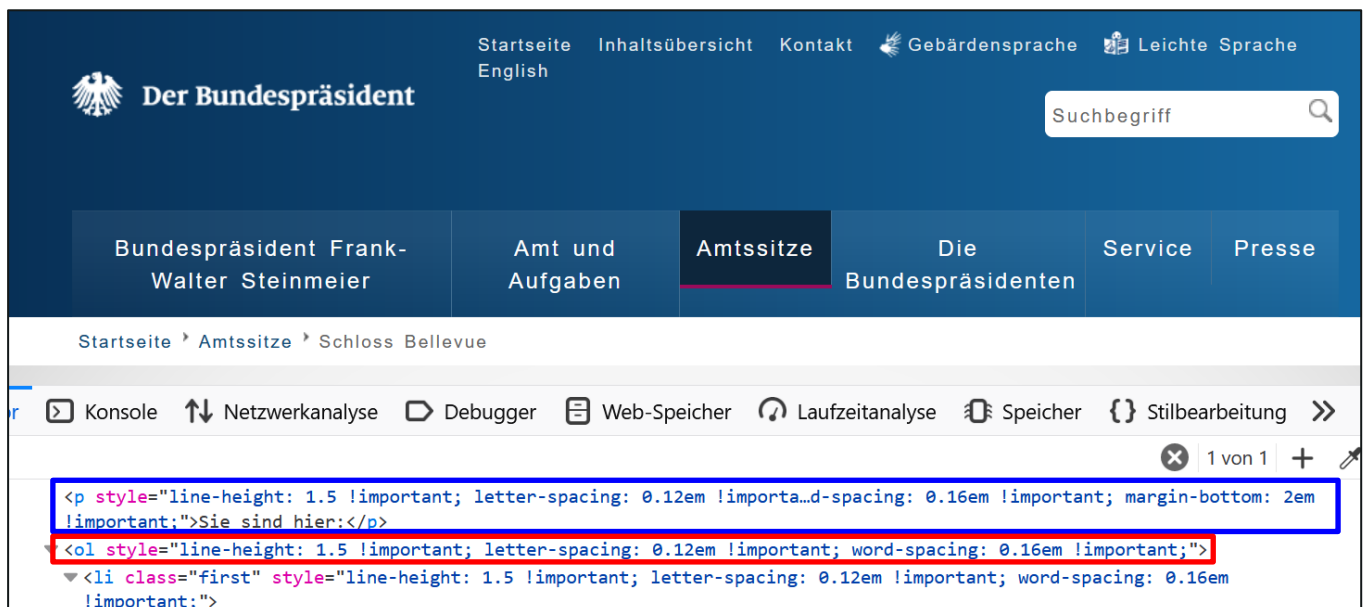 Startseite Inhaltsübersicht Kontakt Gebärdensprache Leichte Sprache
English
Der Bundespräsident
Suchbegriff
Bundespräsident Frank-
Walter Steinmeier
Amt und
Aufgaben
Amtssitze
Die
Bundespräsidenten
Service
Presse
Startseite Amtssitze Schloss Bellevue
r Konsole Netzwerkanalyse Debugger Web-Speicher Laufzeitanalyse Speicher {} Stilbearbeitung
1 von 1 +
<p style="line-height: 1.5 !important; letter-spacing: 0.12em !importa…d-spacing: 0.16em !important; margin-bottom: 2em
!important;">Sie sind hier:</p>
<ol style="line-height: 1.5 !important; letter-spacing: 0.12em !important; word-spacing: 0.16em !important;">
<li class="first" style="line-height: 1.5 !important; letter-spacing: 0.12em !important; word-spacing: 0.16em
!important;">